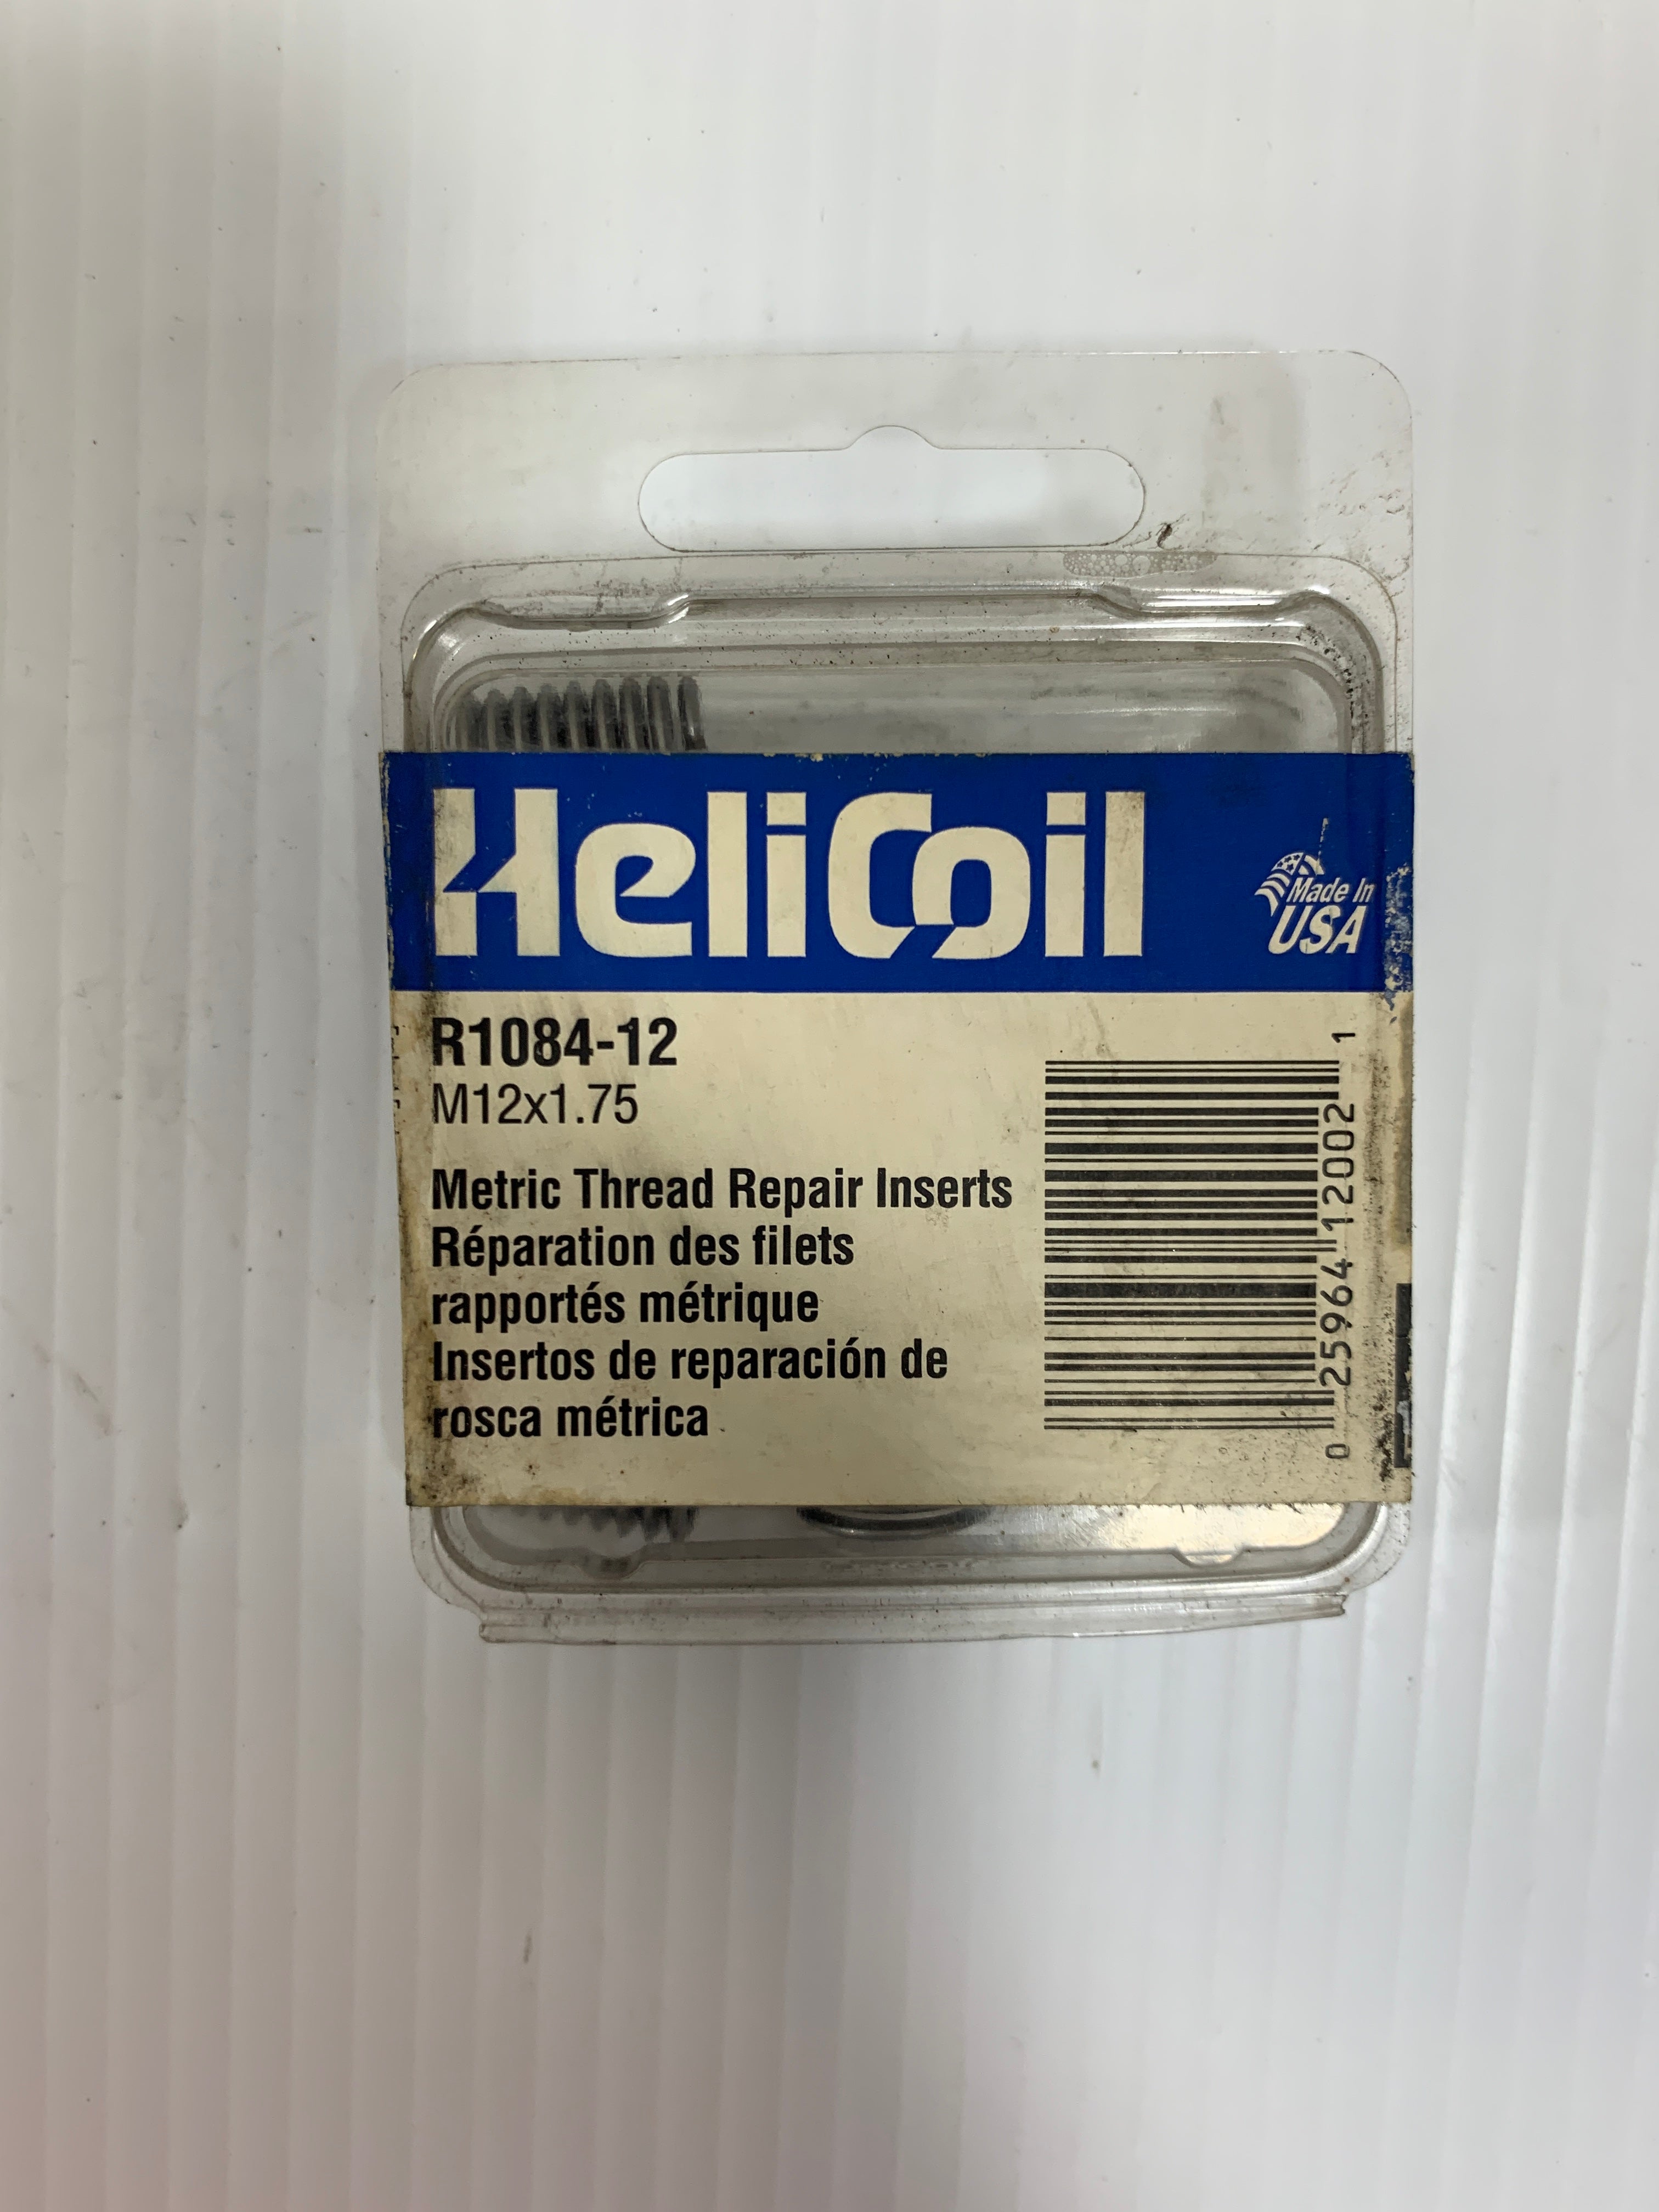 HeliCoil
Made In
USA
R1084-12
M12x1.75
Metric Thread Repair Inserts
Réparation des filets
rapportés métrique
Insertos de reparación de
rosca métrica
0 25964 12002 1